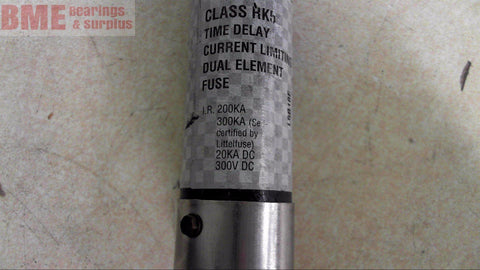 BME Bearings & Surplus
CLASS RK5
TIME DELAY
CURRENT LIMITING
DUAL ELEMENT
FUSE
I.R. 200KA
300KA (Se
certified by
Littelfuse)
20KA DC
300V DC